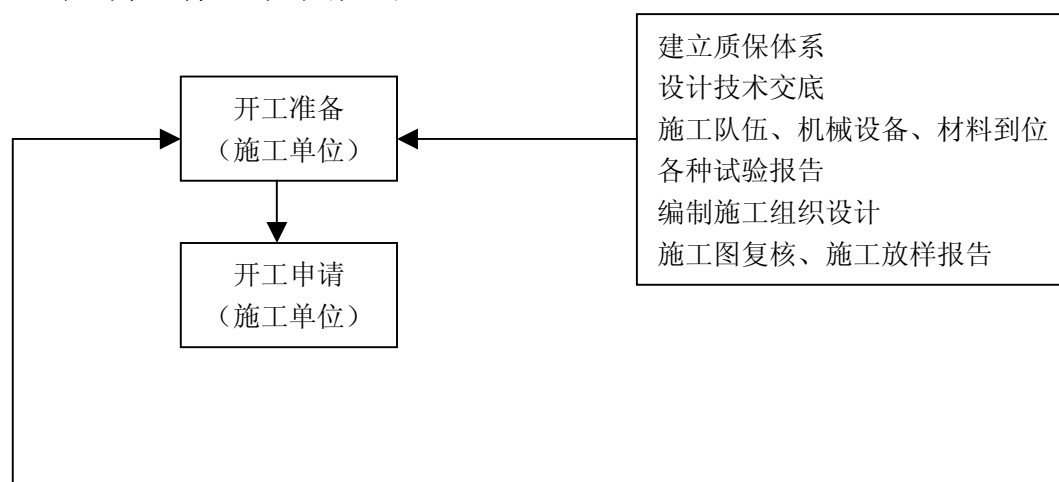 开工准备
（施工单位）
开工申请
（施工单位）
建立质保体系
设计技术交底
施工队伍、机械设备、材料到位
各种试验报告
编制施工组织设计
施工图复核、施工放样报告